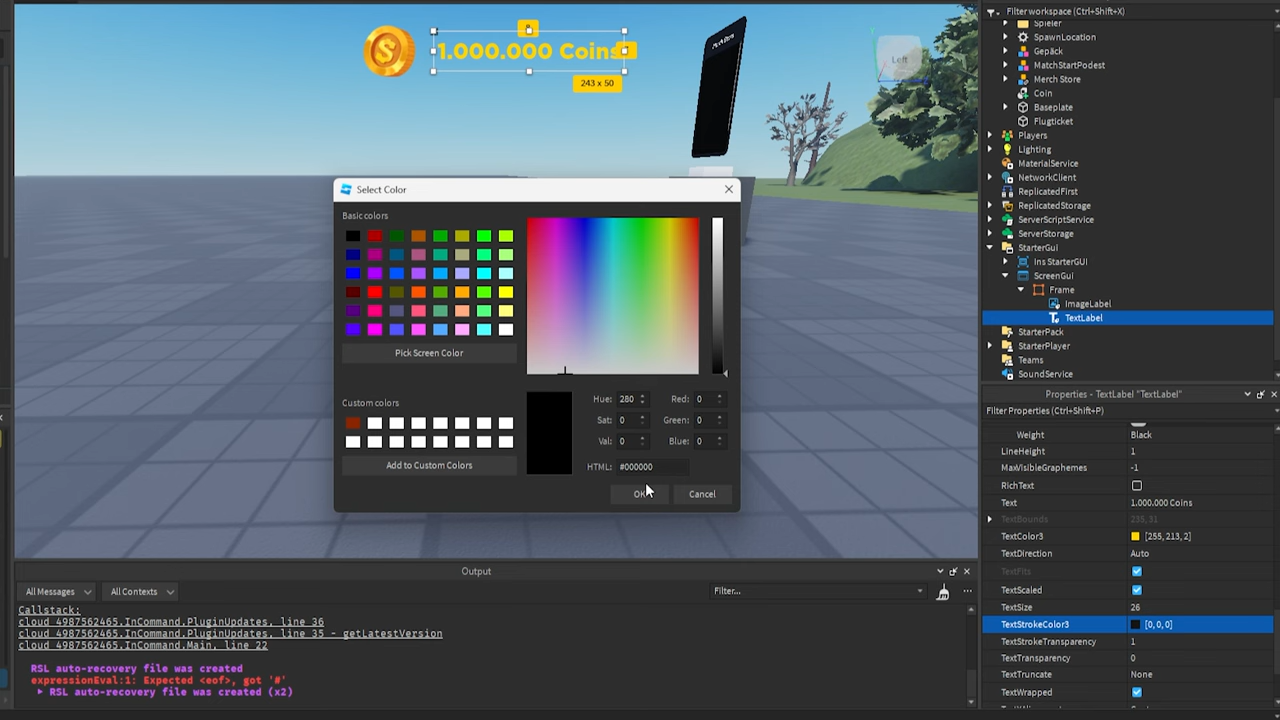 Filter workspace (Ctrl+Shift+X)
Spieler
SpawnLocation
Gepäck
MatchStartPodest
Merch Store
Coin
Baseplate
Flugticket
Players
Lighting
MaterialService
NetworkClient
ReplicatedFirst
ReplicatedStorage
ServerScriptService
ServerStorage
StarterGui
Ins StarterGUI
ScreenGui
Frame
ImageLabel
TextLabel
StarterPack
StarterPlayer
Teams
SoundService
1.000.000 Coins
243 x 50
Left
Select Color
Basic colors
Pick Screen Color
Custom colors
Add to Custom Colors
Hue: 280 Red: 0
Sat: 0 Green: 0
Val: 0 Blue: 0
HTML: #000000
OK Cancel
Properties - TextLabel "TextLabel"
Filter Properties (Ctrl+Shift+P)
Weight Black
LineHeight 1
MaxVisibleGraphemes -1
RichText
Text 1.000.000 Coins
TextBounds 235, 31
TextColor3 [255, 213, 2]
TextDirection Auto
TextFits
TextScaled
TextSize 26
TextStrokeColor3 [0, 0, 0]
TextStrokeTransparency 1
TextTransparency 0
TextTruncate None
TextWrapped
Output
All Messages All Contexts Filter...
Callstack:
cloud_4987562465.InCommand.PluginUpdates, line 36
cloud_4987562465.InCommand.PluginUpdates, line 35 - getLatestVersion
cloud_4987562465.InCommand.Main, line 22
RSL auto-recovery file was created
expressionEval:1: Expected <eof>, got '#'
RSL auto-recovery file was created (x2)